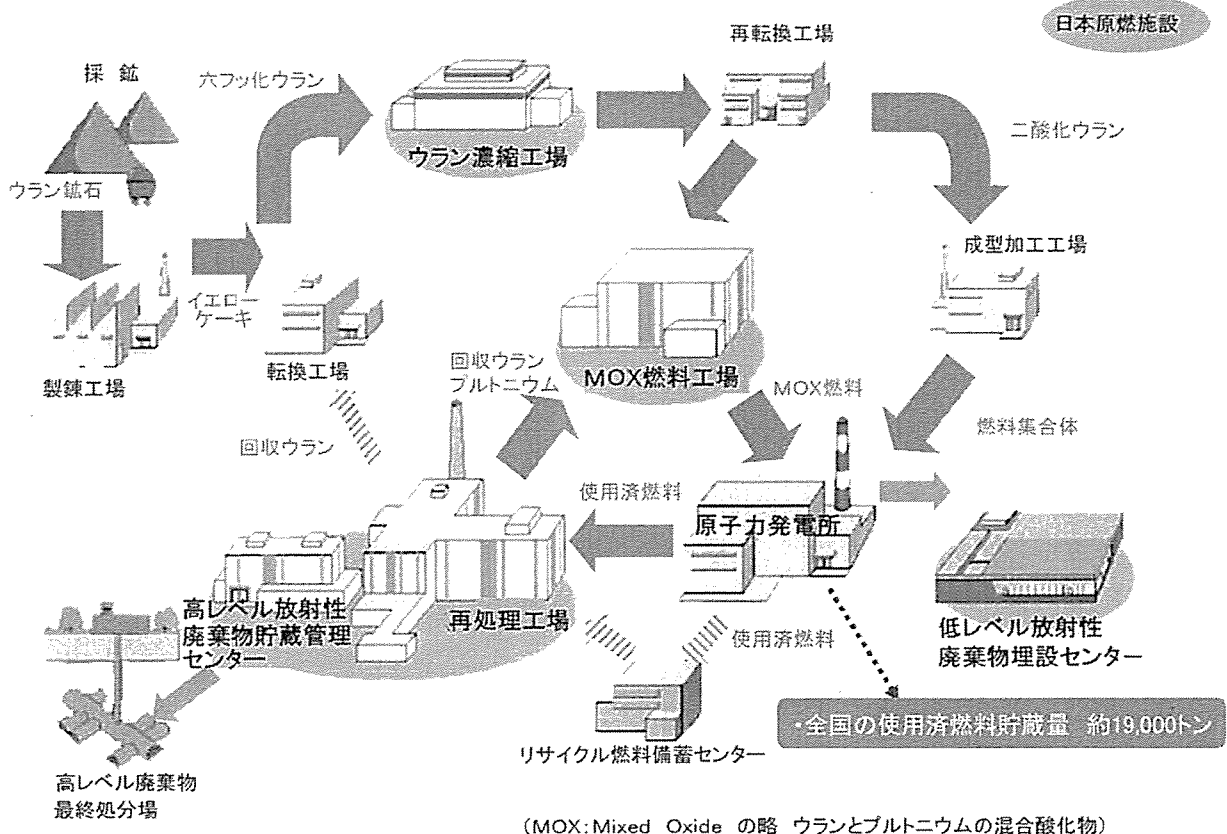 日本原燃施設
再転換工場
採 鉱
六フッ化ウラン
ウラン濃縮工場
二酸化ウラン
ウラン鉱石
成型加工工場
イエロー
ケーキ
製錬工場
転換工場
回収ウラン
プルトニウム
MOX燃料工場
MOX燃料
回収ウラン
燃料集合体
使用済燃料
原子力発電所
高レベル放射性
廃棄物貯蔵管理
センター
再処理工場
使用済燃料
低レベル放射性
廃棄物埋設センター
・全国の使用済燃料貯蔵量 約19,000トン
リサイクル燃料備蓄センター
高レベル廃棄物
最終処分場
(MOX:Mixed Oxide の略 ウランとプルトニウムの混合酸化物)